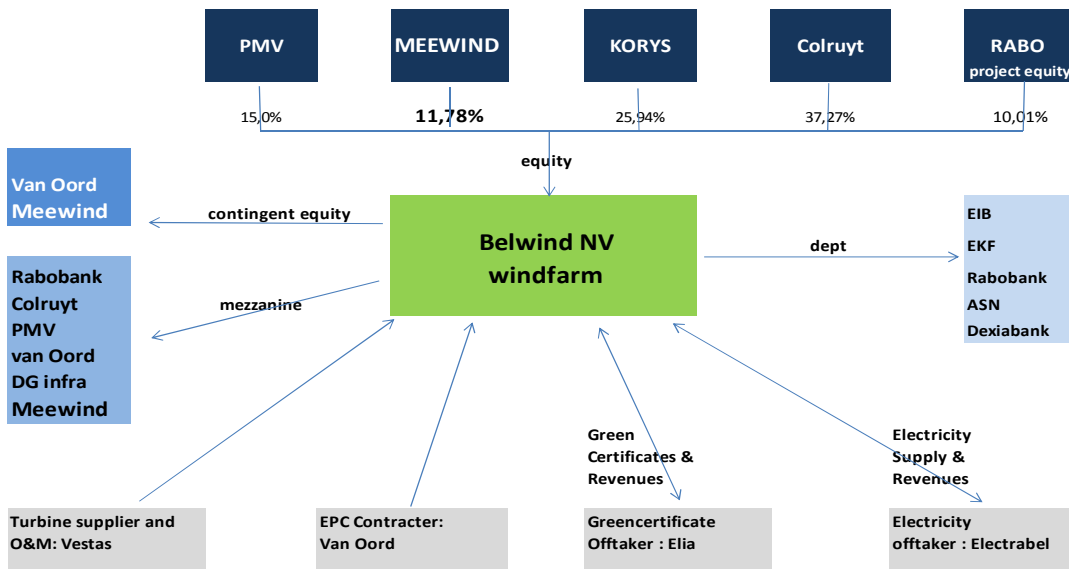 PMV
MEEWIND
KORYS
Colruyt
RABO
project equity
15,0%
11,78%
25,94%
37,27%
10,01%
equity
Van Oord
Meewind
contingent equity
Belwind NV
windfarm
dept
EIB
EKF
Rabobank
ASN
Dexiabank
Rabobank
Colruyt
PMV
van Oord
DG infra
Meewind
mezzanine
Green
Certificates &
Revenues
Electricity
Supply &
Revenues
Turbine supplier and
O&M: Vestas
EPC Contracter:
Van Oord
Greencertificate
Offtaker : Elia
Electricity
offtaker : Electrabel